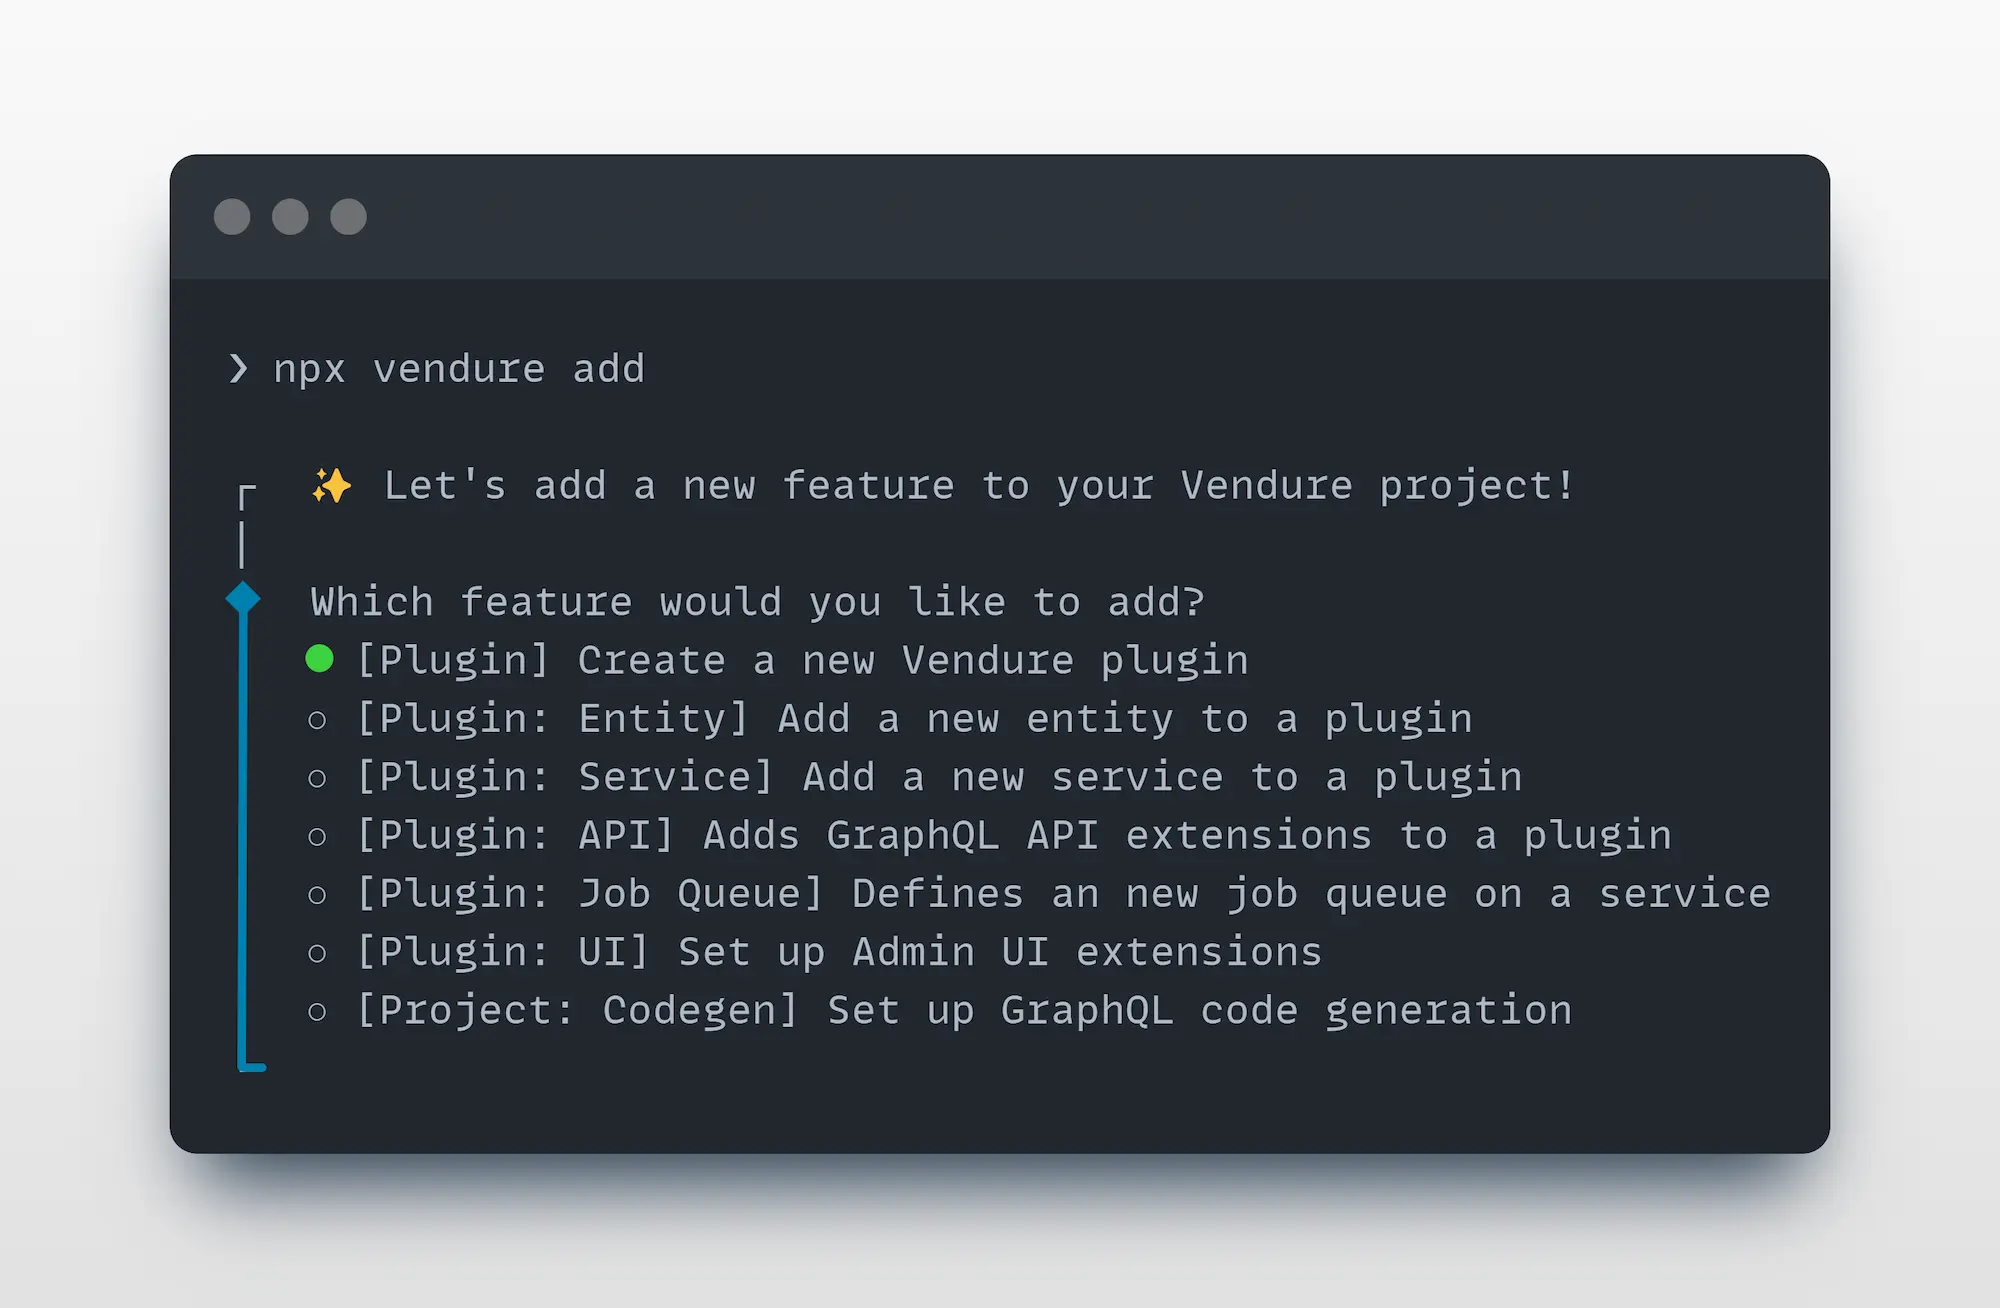 ❯ npx vendure add
✨ Let's add a new feature to your Vendure project!
Which feature would you like to add?
● [Plugin] Create a new Vendure plugin
○ [Plugin: Entity] Add a new entity to a plugin
○ [Plugin: Service] Add a new service to a plugin
○ [Plugin: API] Adds GraphQL API extensions to a plugin
○ [Plugin: Job Queue] Defines an new job queue on a service
○ [Plugin: UI] Set up Admin UI extensions
○ [Project: Codegen] Set up GraphQL code generation